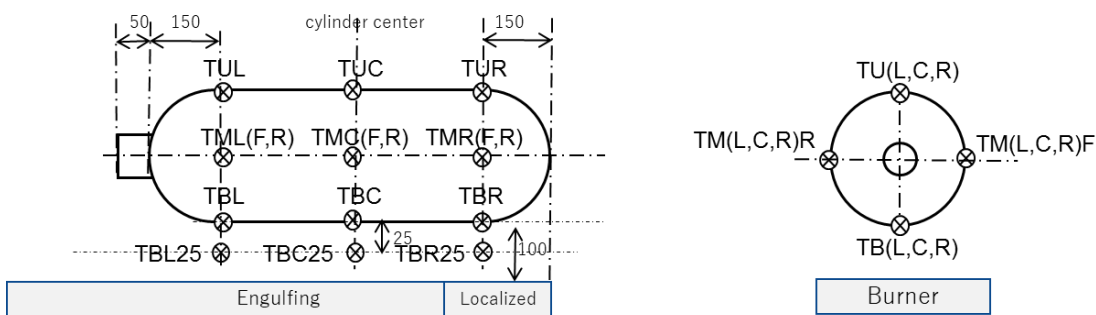 50 150 cylinder center 150
TUL TUC TUR
TML(F,R) TMC(F,R) TMR(F,R)
TBL TBC TBR
25
TBL25 TBC25 TBR25 100
Engulfing Localized
TU(L,C,R)
TM(L,C,R)R TM(L,C,R)F
TB(L,C,R)
Burner